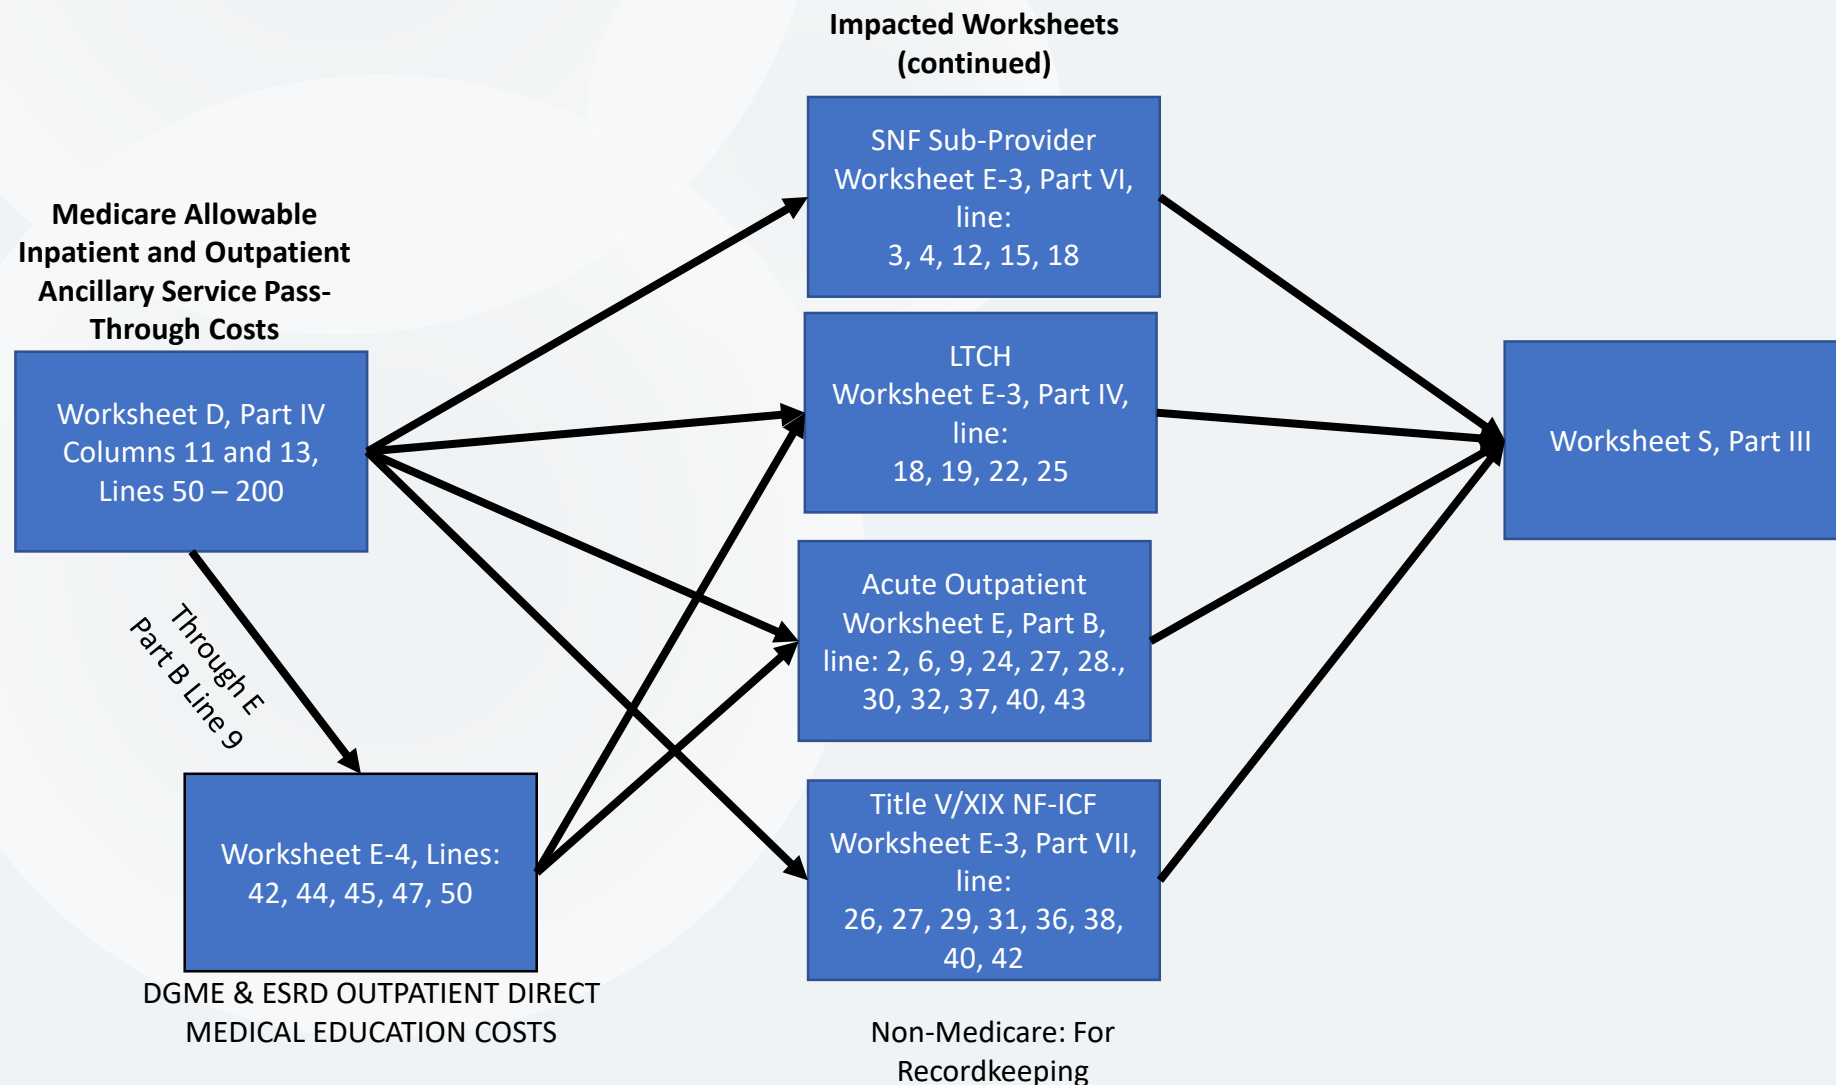 Impacted Worksheets
(continued)
Medicare Allowable
Inpatient and Outpatient
Ancillary Service Pass-
Through Costs
Worksheet D, Part IV
Columns 11 and 13,
Lines 50 – 200
Through E
Part B Line 9
Worksheet E-4, Lines:
42, 44, 45, 47, 50
DGME & ESRD OUTPATIENT DIRECT
MEDICAL EDUCATION COSTS
SNF Sub-Provider
Worksheet E-3, Part VI,
line:
3, 4, 12, 15, 18
LTCH
Worksheet E-3, Part IV,
line:
18, 19, 22, 25
Acute Outpatient
Worksheet E, Part B,
line: 2, 6, 9, 24, 27, 28.,
30, 32, 37, 40, 43
Title V/XIX NF-ICF
Worksheet E-3, Part VII,
line:
26, 27, 29, 31, 36, 38,
40, 42
Non-Medicare: For
Recordkeeping
Worksheet S, Part III